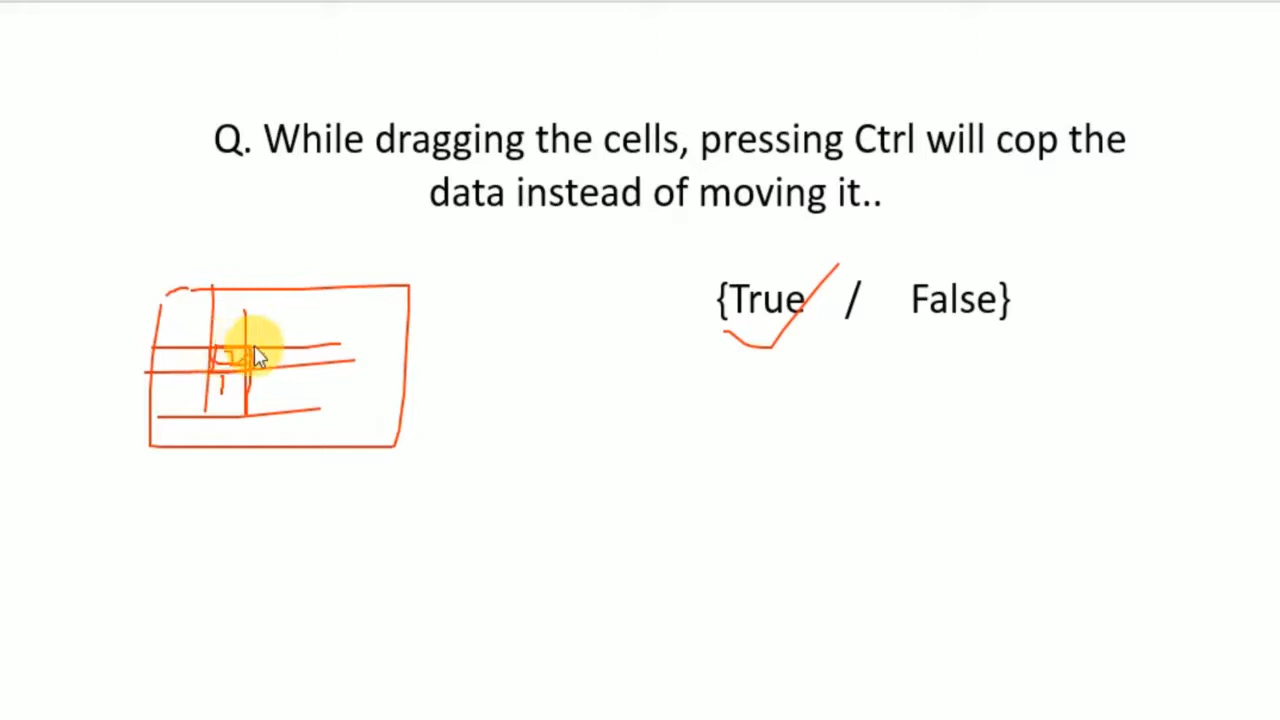 Q. While dragging the cells, pressing Ctrl will cop the
data instead of moving it..
{True / False}